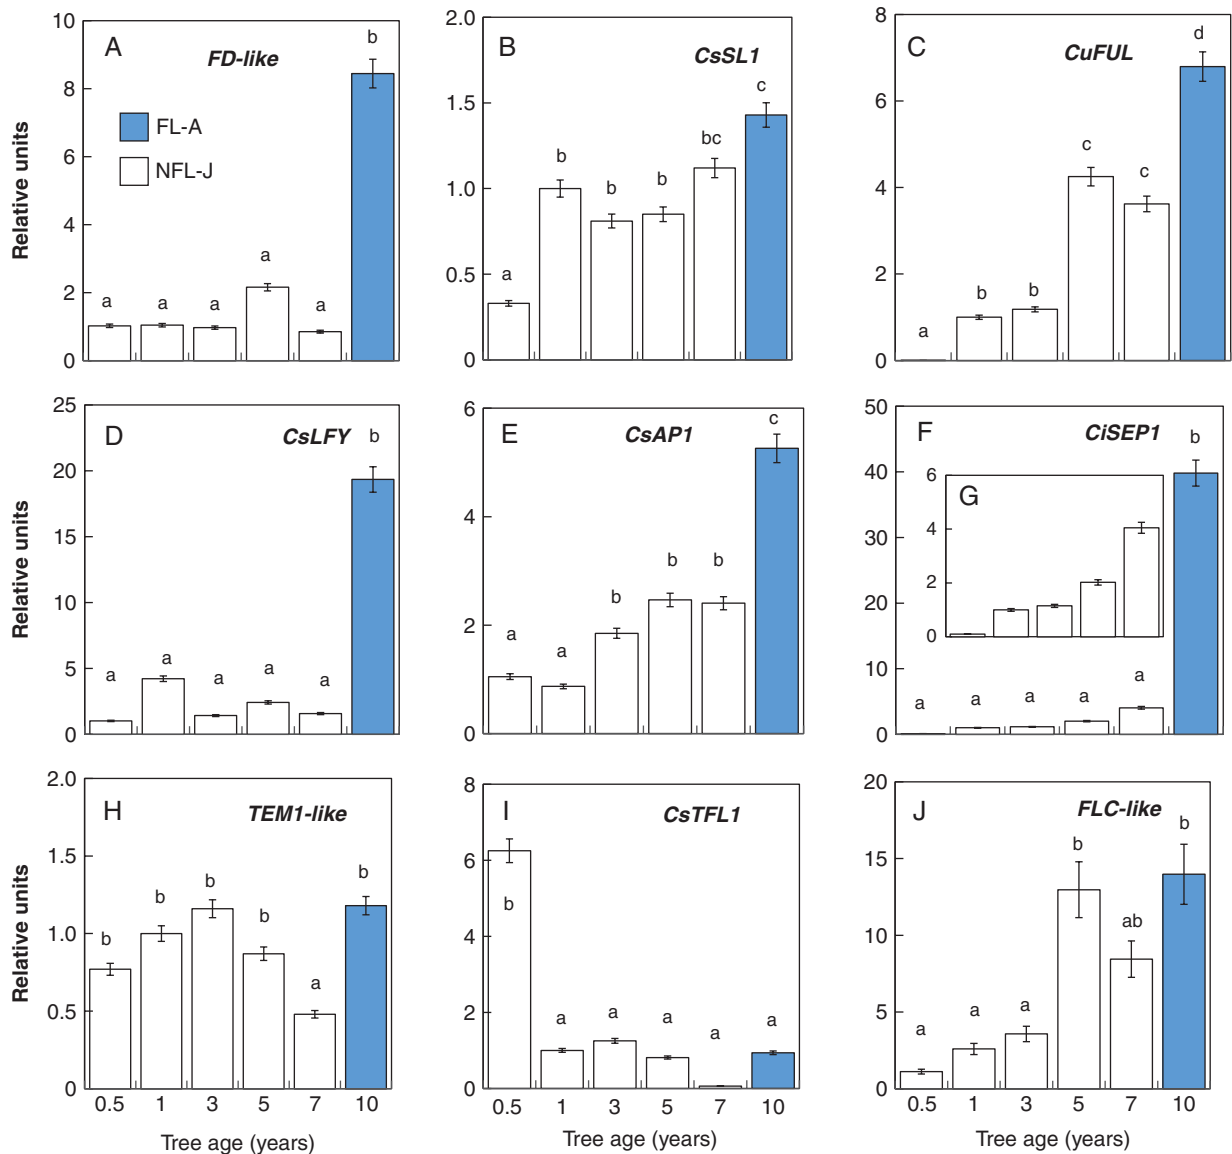 A
FD-like
FL-A
NFL-J
Relative units
10
8
6
4
2
0
a
a
a
a
a
b
B
CsSL1
2.0
1.5
1.0
0.5
0
a
b
b
b
bc
c
C
CuFUL
8
6
4
2
0
a
b
b
c
c
d
D
CsLFY
Relative units
25
20
15
10
5
0
a
a
a
a
a
b
E
CsAP1
6
4
2
0
a
a
b
b
b
c
F
CiSEP1
50
40
30
20
10
0
a
a
a
a
a
b
G
6
4
2
0
H
TEM1-like
Relative units
2.0
1.5
1.0
0.5
0
b
b
b
b
a
b
0.5 1 3 5 7 10
Tree age (years)
I
CsTFL1
8
6
4
2
0
b
a
a
a
a
a
0.5 1 3 5 7 10
Tree age (years)
J
FLC-like
20
15
10
5
0
a
a
a
b
ab
b
0.5 1 3 5 7 10
Tree age (years)